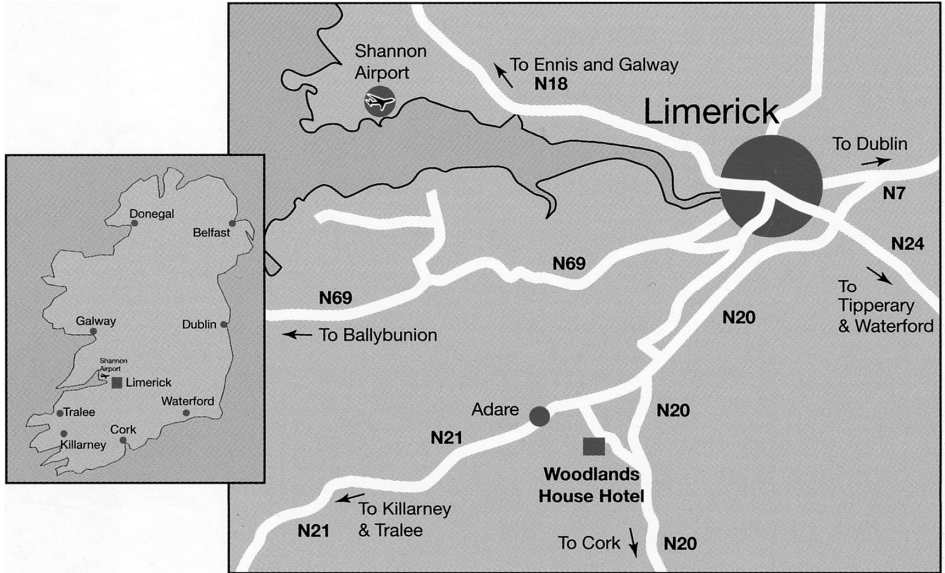 Shannon
Airport
To Ennis and Galway
N18
Limerick
To Dublin
N7
N24
To
Tipperary
& Waterford
N69
N69
To Ballybunion
N20
Adare
N20
N21
Woodlands
House Hotel
To Killarney
& Tralee
N21
To Cork
N20
Donegal
Belfast
Galway
Dublin
Shannon
Airport
Limerick
Tralee
Waterford
Killarney
Cork